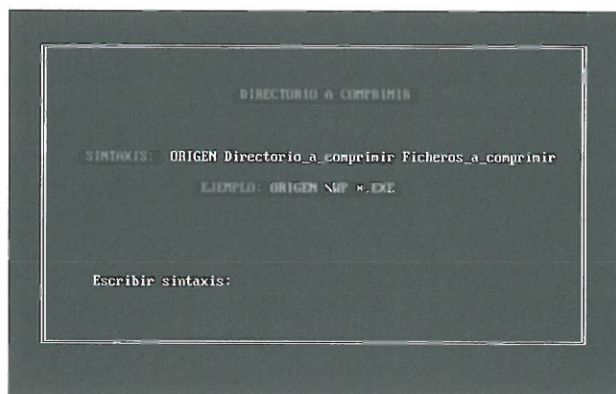 DIRECTORIO A COMPRIMIR
SINTAXIS: ORIGEN Directorio_a_comprimir Ficheros_a_comprimir
EJEMPLO: ORIGEN \WP *.EXE
Escribir sintaxis: